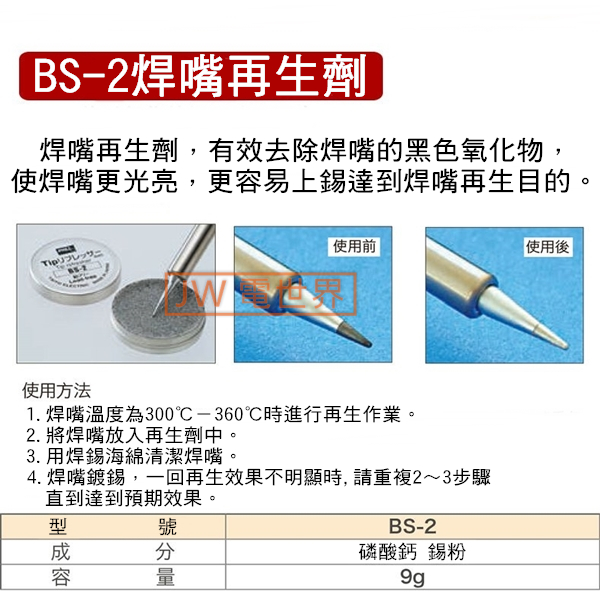 BS-2焊嘴再生劑
焊嘴再生劑，有效去除焊嘴的黑色氧化物，
使焊嘴更光亮，更容易上錫達到焊嘴再生目的。
Tipリフレッサー
BS-2
JW電世界
使用前
使用後
使用方法
1. 焊嘴溫度為300℃－360℃時進行再生作業。
2. 將焊嘴放入再生劑中。
3. 用焊錫海綿清潔焊嘴。
4. 焊嘴鍍錫，一回再生效果不明顯時，請重複2～3步驟
直到達到預期效果。
型 號 BS-2
成 分 磷酸鈣 錫粉
容 量 9g